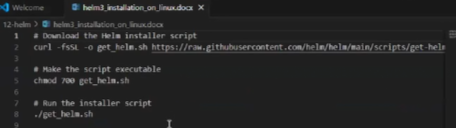 Welcome
helm3_installation_on_linux.docx
12-helm > helm3_installation_on_linux.docx
1 # Download the Helm installer script
2 curl -fsSL -o get_helm.sh https://raw.githubusercontent.com/helm/helm/main/scripts/get-helm
3
4 # Make the script executable
5 chmod 700 get_helm.sh
6
7 # Run the installer script
8 ./get_helm.sh
9